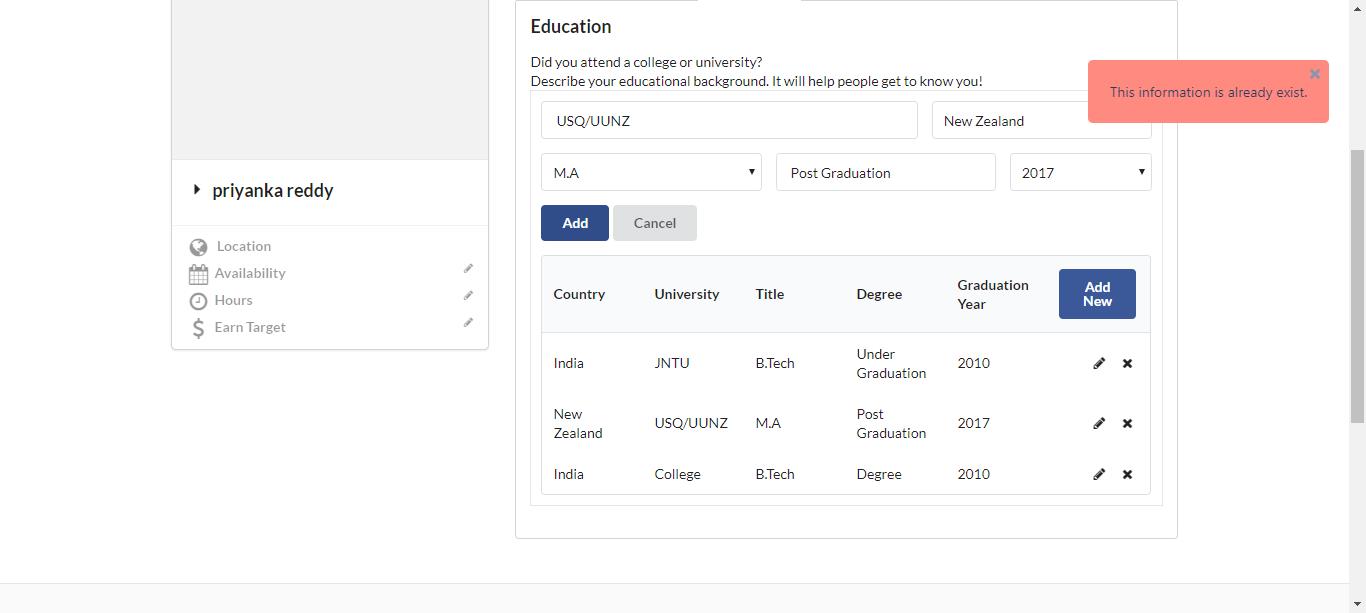 Education
Did you attend a college or university?
Describe your educational background. It will help people get to know you!
This information is already exist.
USQ/UUNZ New Zealand
M.A Post Graduation 2017
Add Cancel
priyanka reddy
Location
Availability
Hours
Earn Target
Country University Title Degree Graduation Year Add New
India JNTU B.Tech Under Graduation 2010
New Zealand USQ/UUNZ M.A Post Graduation 2017
India College B.Tech Degree 2010